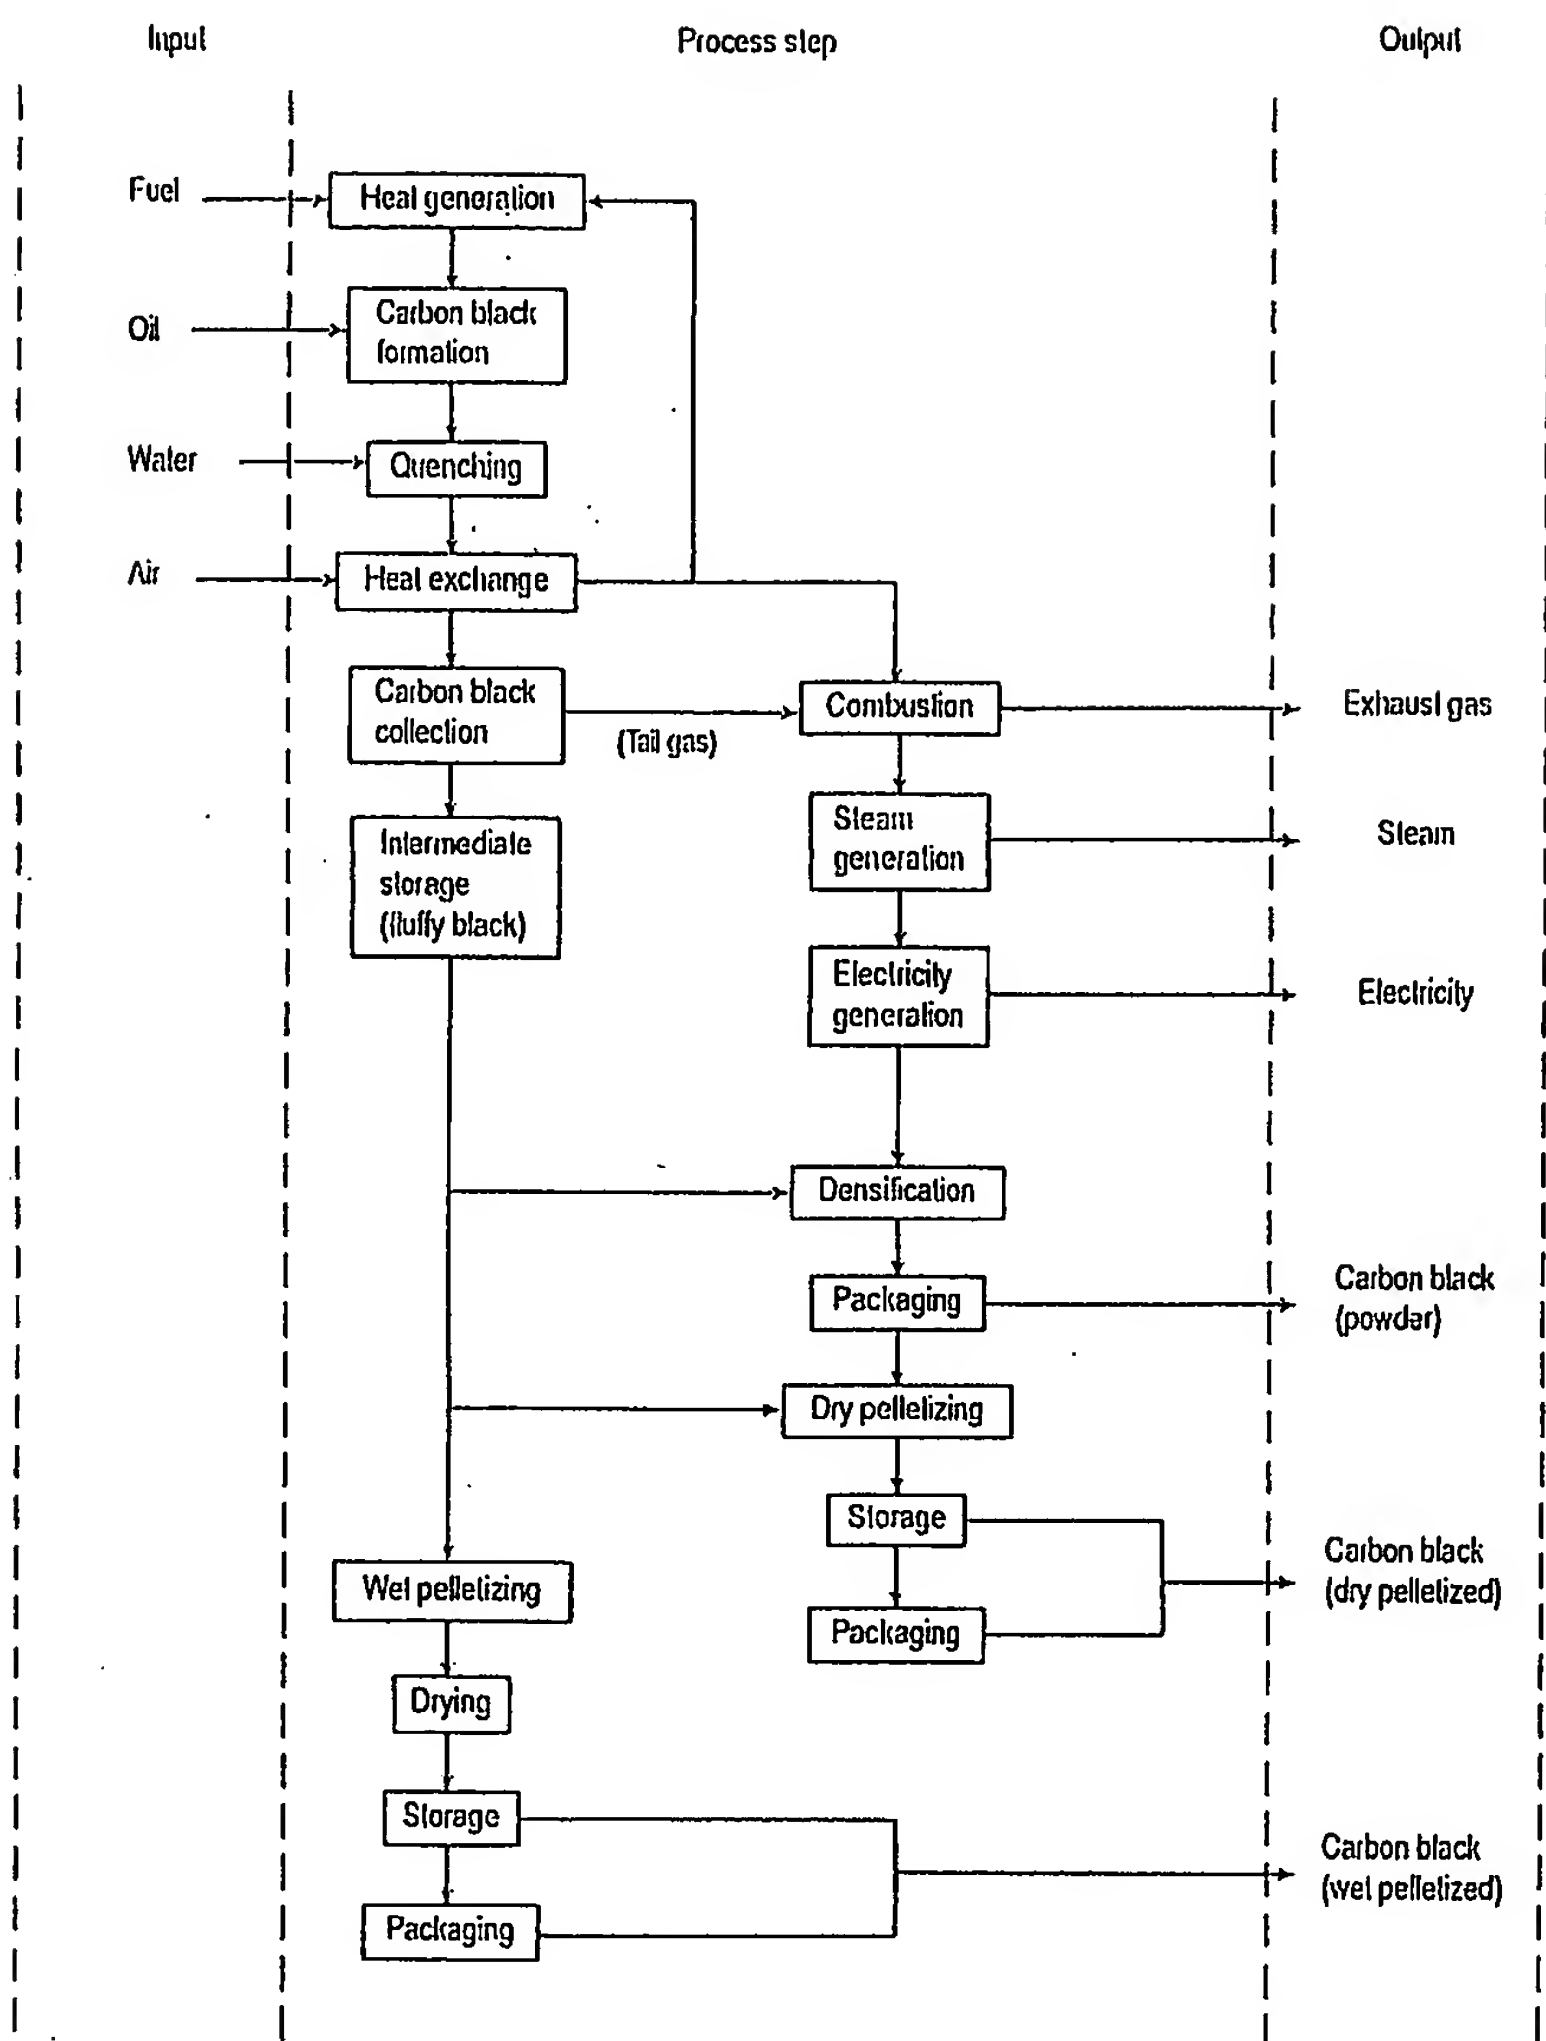 Input
Process step
Output
Fuel
Heat generation
Oil
Carbon black
formation
Water
Quenching
Air
Heat exchange
Carbon black
collection
(Tail gas)
Combustion
Exhaust gas
Intermediate
storage
(fluffy black)
Steam
generation
Steam
Electricity
generation
Electricity
Densification
Packaging
Carbon black
(powder)
Dry pelletizing
Storage
Packaging
Carbon black
(dry pelletized)
Wet pelletizing
Drying
Storage
Packaging
Carbon black
(wet pelletized)